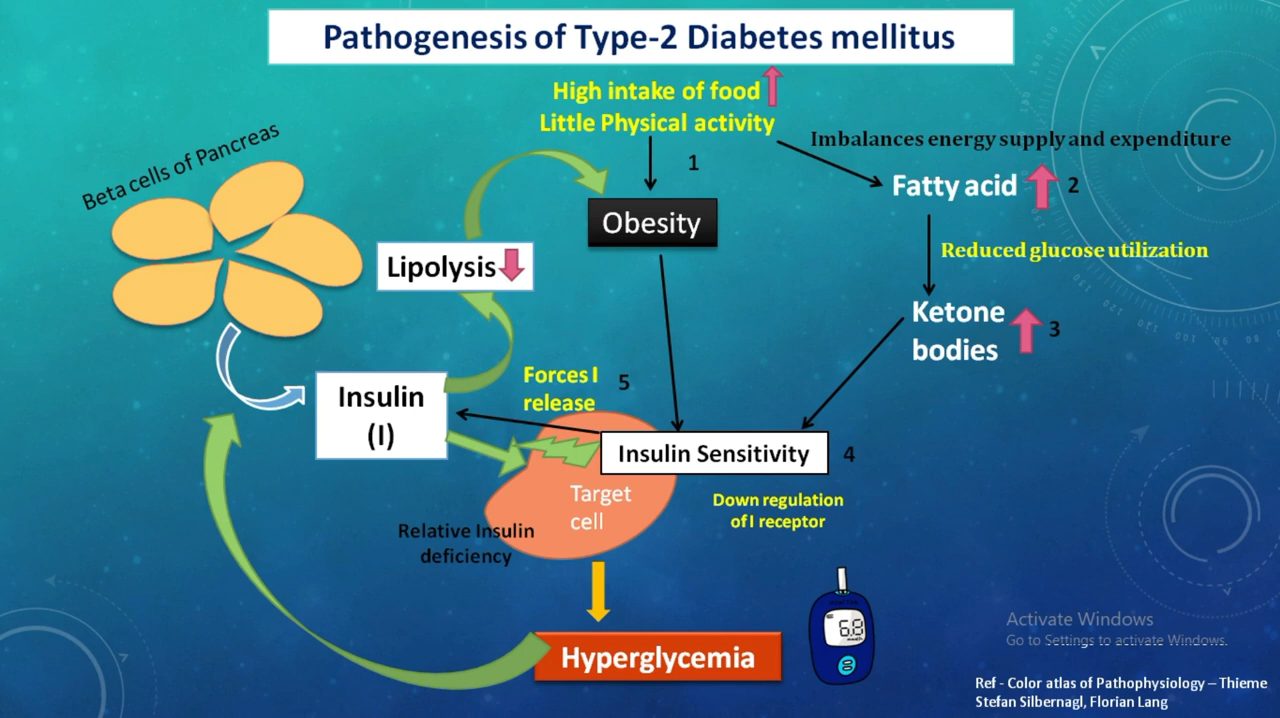 Pathogenesis of Type-2 Diabetes mellitus
High intake of food
Little Physical activity
Imbalances energy supply and expenditure
Beta cells of Pancreas
1
Fatty acid
2
Obesity
Reduced glucose utilization
Lipolysis
Ketone
bodies
3
Forces I
release
5
Insulin
(I)
Insulin Sensitivity
4
Target
cell
Down regulation
of I receptor
Relative Insulin
deficiency
6.8
Hyperglycemia
Activate Windows
Go to Settings to activate Windows.
Ref - Color atlas of Pathophysiology – Thieme
Stefan Silbernagl, Florian Lang